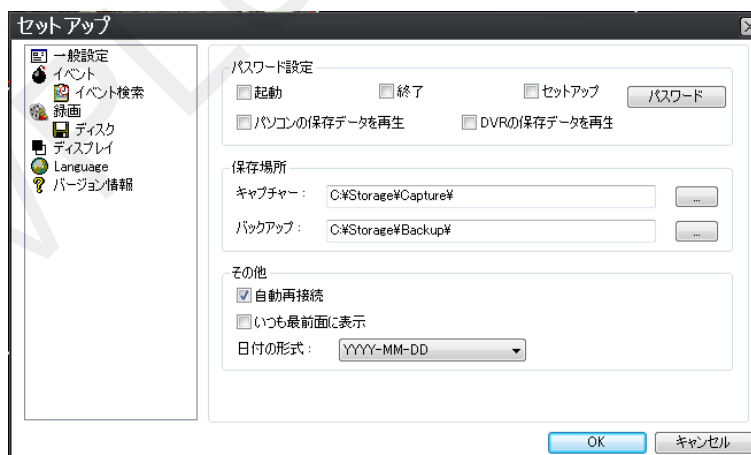 セットアップ
一般設定
イベント
イベント検索
録画
ディスク
ディスプレイ
Language
バージョン情報
パスワード設定
起動 終了 セットアップ パスワード
パソコンの保存データを再生 DVRの保存データを再生
保存場所
キャプチャー： C:¥Storage¥Capture¥ ...
バックアップ： C:¥Storage¥Backup¥ ...
その他
自動再接続
いつも最前面に表示
日付の形式： YYYY-MM-DD
OK キャンセル